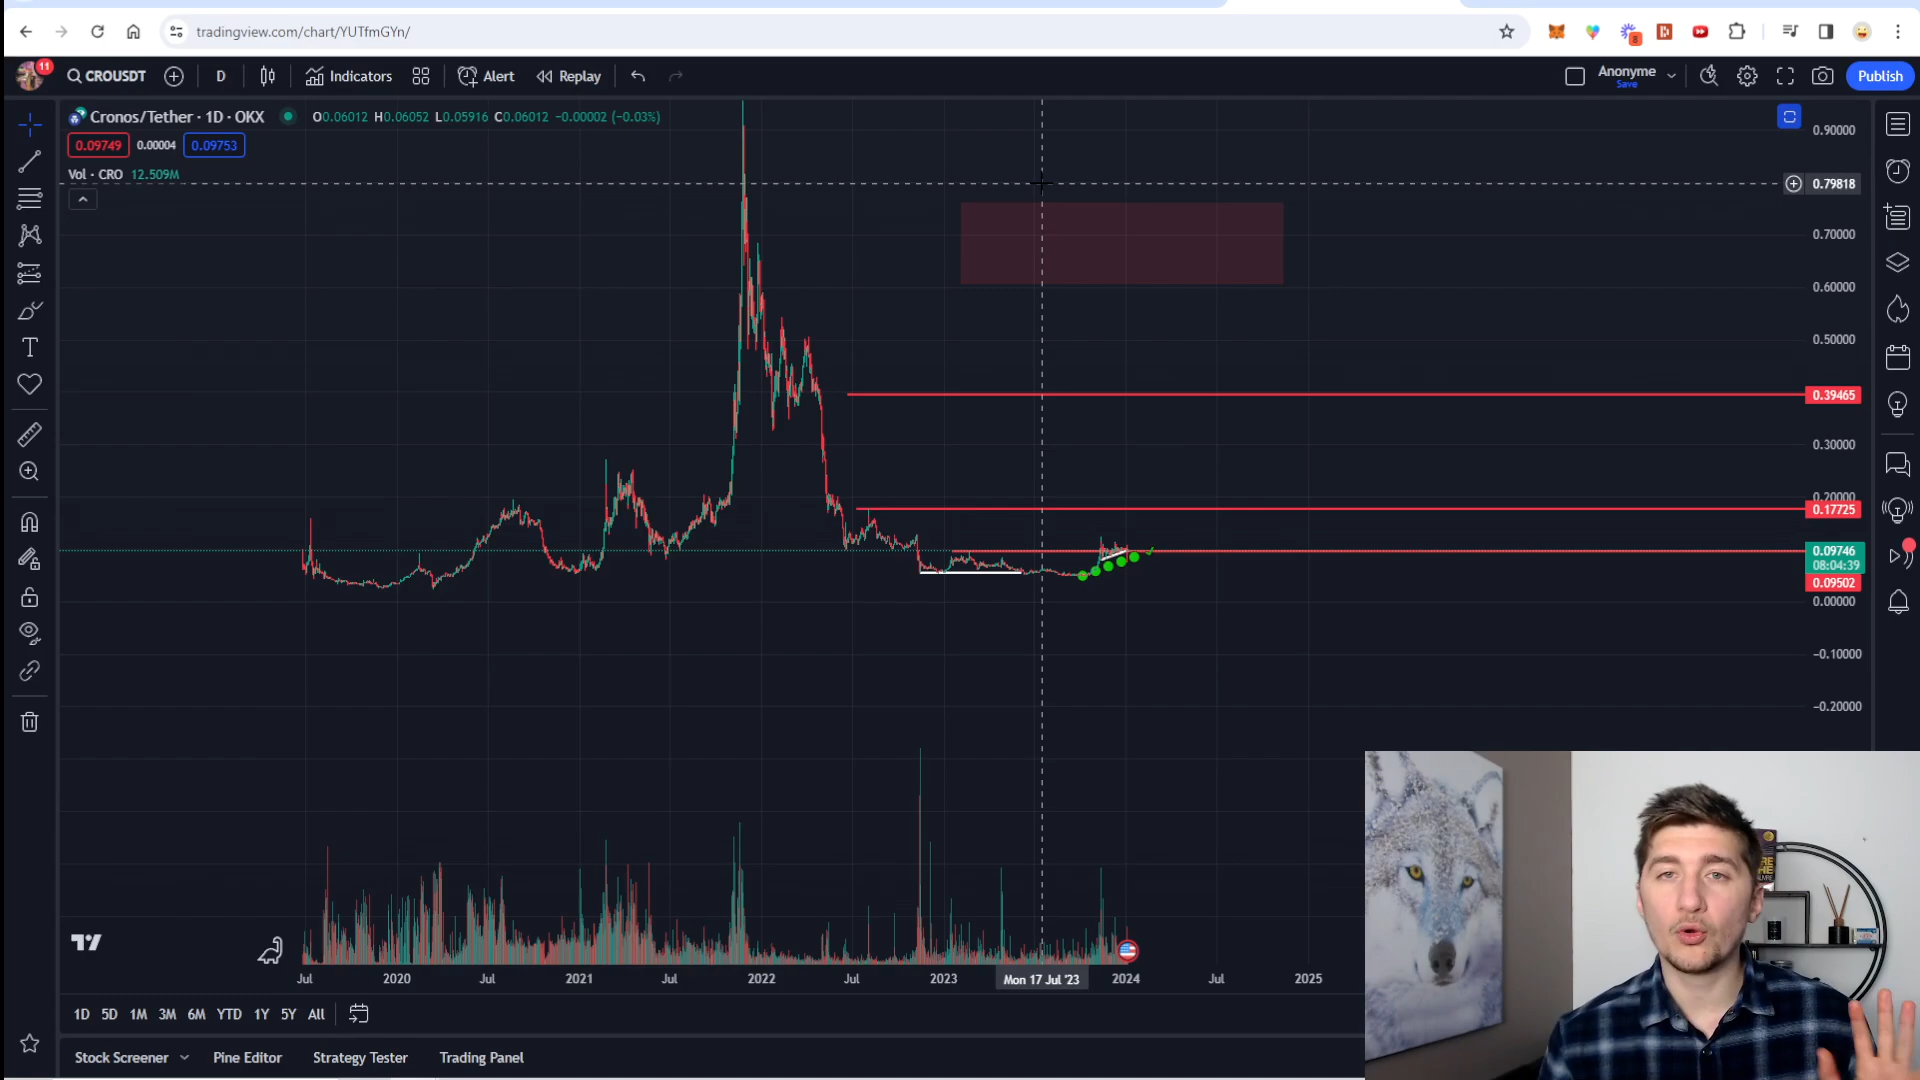 tradingview.com/chart/YUTfmGYn/
8
11
CROUSDT
D
Indicators
Alert
Replay
Anonyme
Save
Publish
Cronos/Tether · 1D · OKX
O0.06012 H0.06052 L0.05916 C0.06012 -0.00002 (-0.03%)
0.09749
0.00004
0.09753
Vol · CRO 12.509M
0.90000
0.79818
0.70000
0.60000
0.50000
0.39465
0.30000
0.20000
0.17725
0.09746
08:04:39
0.09502
0.00000
-0.10000
-0.20000
Jul
2020
Jul
2021
Jul
2022
Jul
2023
Mon 17 Jul '23
2024
Jul
2025
1D 5D 1M 3M 6M YTD 1Y 5Y All
Stock Screener
Pine Editor
Strategy Tester
Trading Panel